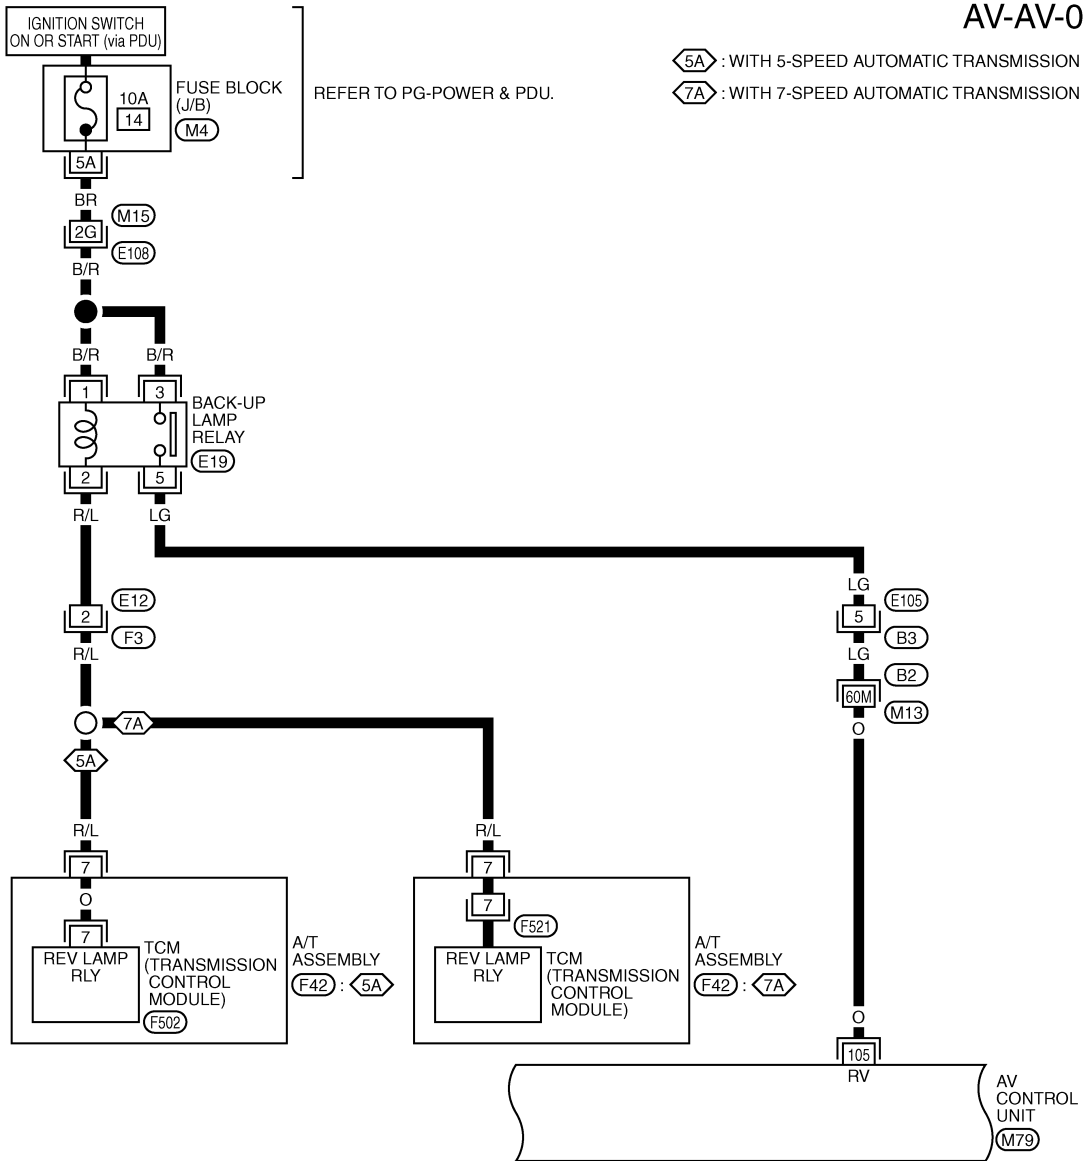 AV-AV-0
IGNITION SWITCH
ON OR START (via PDU)
5A : WITH 5-SPEED AUTOMATIC TRANSMISSION
7A : WITH 7-SPEED AUTOMATIC TRANSMISSION
10A
14
FUSE BLOCK
(J/B)
M4
REFER TO PG-POWER & PDU.
5A
BR
M15
2G
E108
B/R
B/R
B/R
1
3
BACK-UP
LAMP
RELAY
E19
2
5
R/L
LG
E12
2
F3
R/L
LG
E105
5
B3
LG
B2
60M
M13
O
7A
5A
R/L
R/L
7
7
O
7
7
F521
REV LAMP
RLY
TCM
(TRANSMISSION
CONTROL
MODULE)
F502
A/T
ASSEMBLY
F42 : 5A
REV LAMP
RLY
TCM
(TRANSMISSION
CONTROL
MODULE)
A/T
ASSEMBLY
F42 : 7A
O
105
RV
AV
CONTROL
UNIT
M79